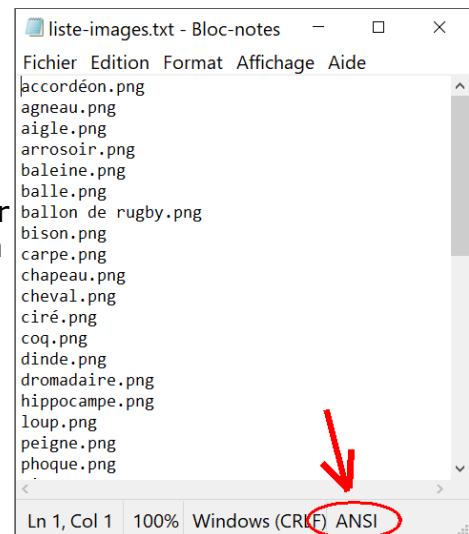 liste-images.txt - Bloc-notes
Fichier Edition Format Affichage Aide
accordéon.png
agneau.png
aigle.png
arrosoir.png
baleine.png
balle.png
ballon de rugby.png
bison.png
carpe.png
chapeau.png
cheval.png
ciré.png
coq.png
dinde.png
dromadaire.png
hippocampe.png
loup.png
peigne.png
phoque.png
Ln 1, Col 1 100% Windows (CRLF) ANSI